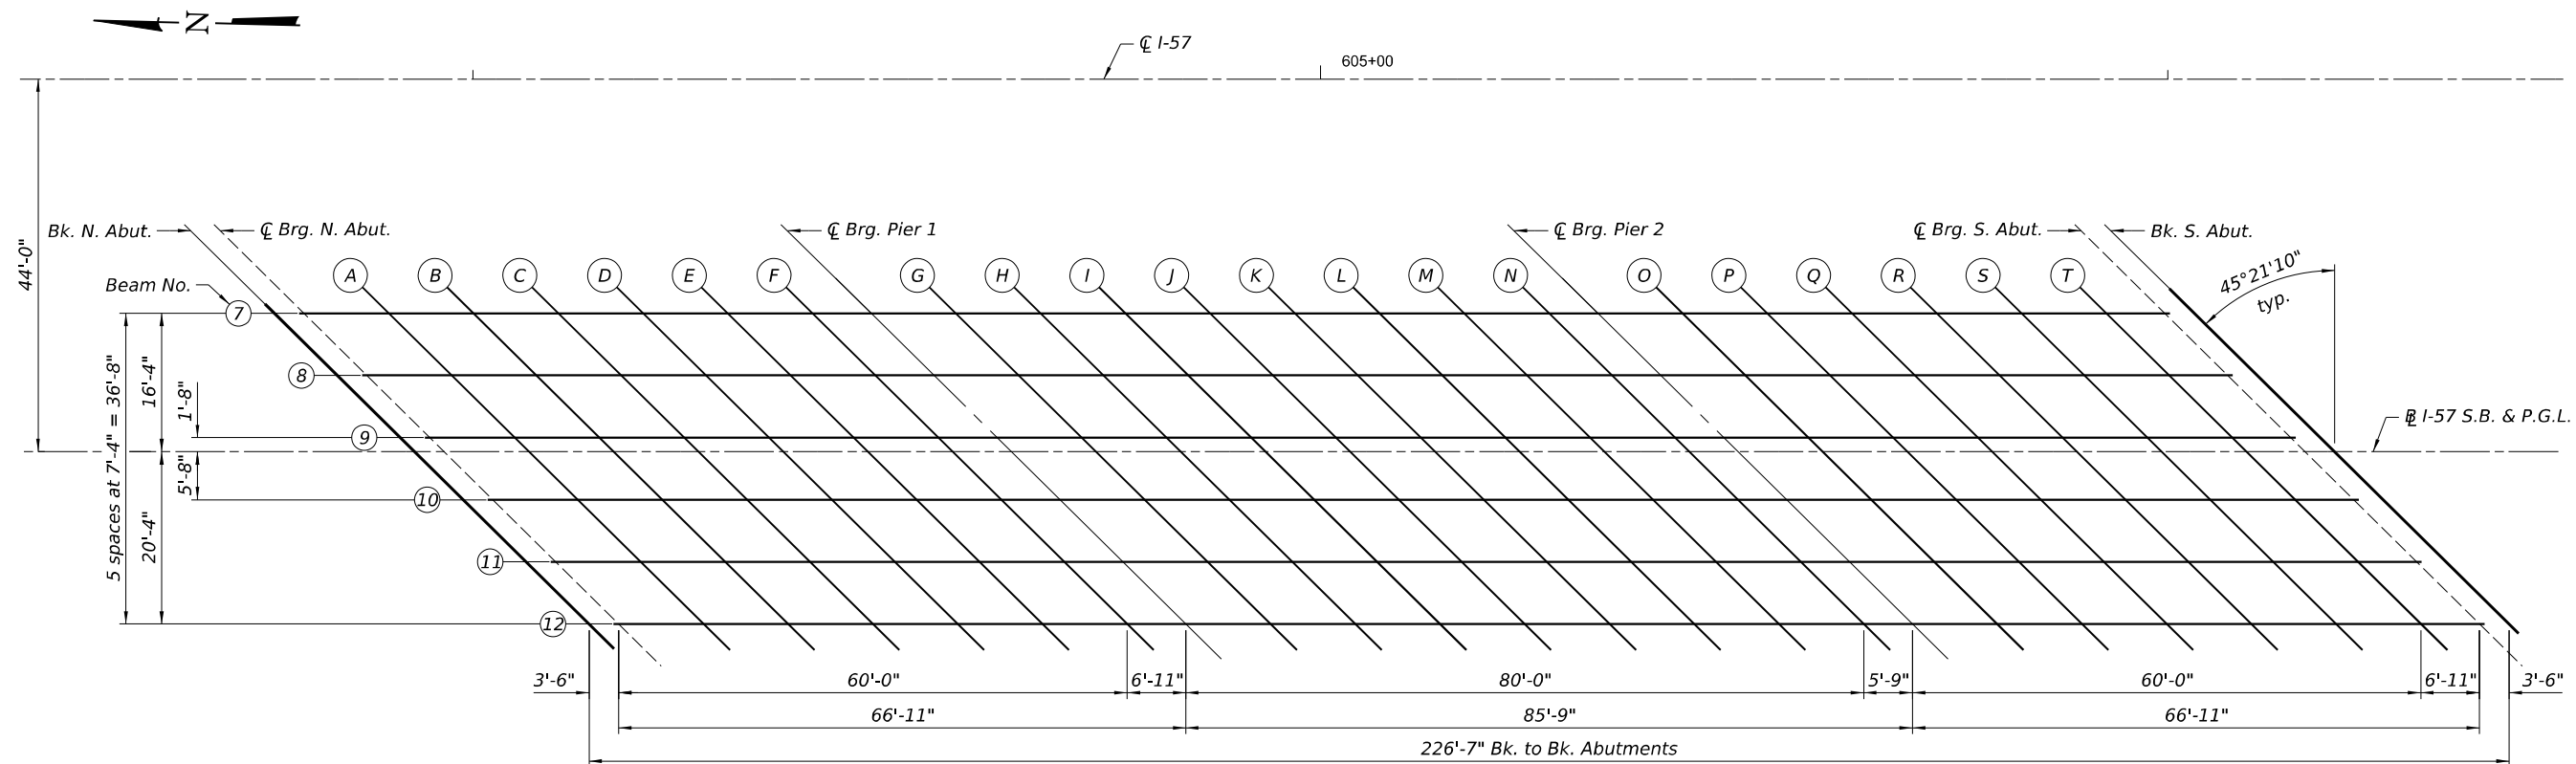 N
℄ I-57
605+00
44'-0"
Bk. N. Abut.
℄ Brg. N. Abut.
℄ Brg. Pier 1
℄ Brg. Pier 2
℄ Brg. S. Abut.
Bk. S. Abut.
45°21'10"
typ.
A B C D E F G H I J K L M N O P Q R S T
Beam No.
7
8
9
10
11
12
5 spaces at 7'-4" = 36'-8"
16'-4"
1'-8"
5'-8"
20'-4"
B̲L I-57 S.B. & P.G.L.
3'-6"
60'-0"
6'-11"
80'-0"
5'-9"
60'-0"
6'-11"
3'-6"
66'-11"
85'-9"
66'-11"
226'-7" Bk. to Bk. Abutments